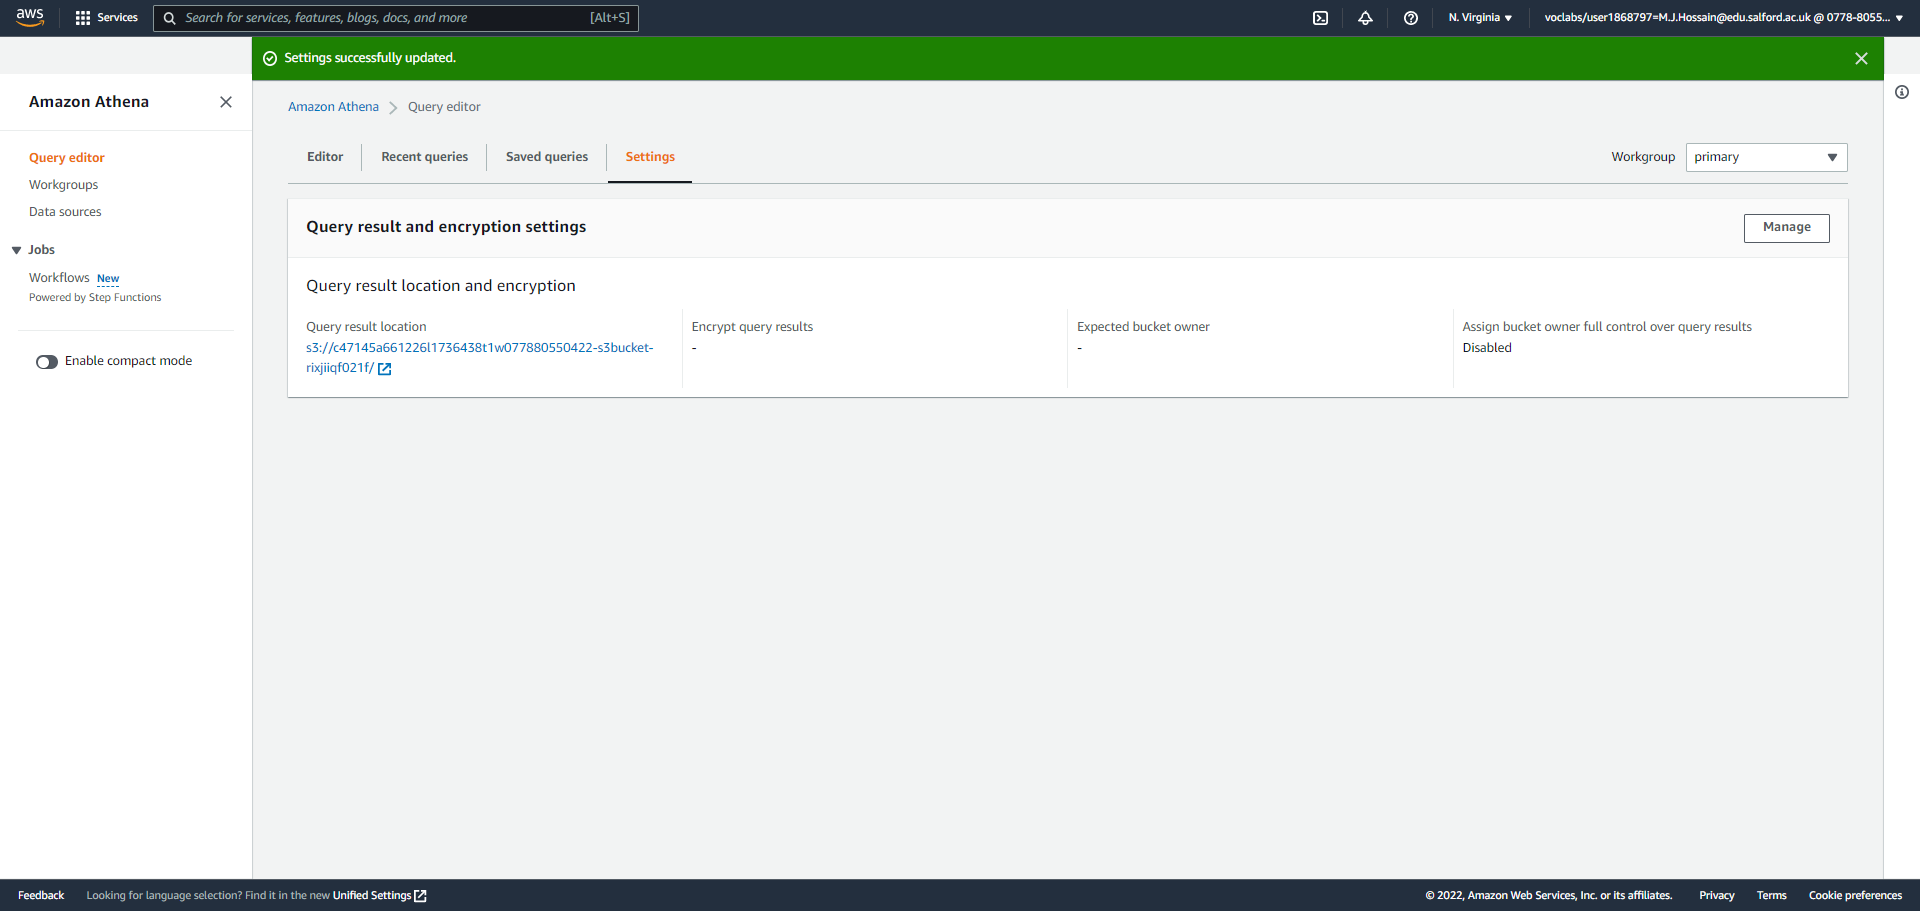 aws
Services
Search for services, features, blogs, docs, and more
[Alt+S]
N. Virginia
voclabs/user1868797=M.J.Hossain@edu.salford.ac.uk @ 0778-8055...
Settings successfully updated.
Amazon Athena
Query editor
Workgroups
Data sources
Jobs
Workflows New
Powered by Step Functions
Enable compact mode
Amazon Athena
Query editor
Editor
Recent queries
Saved queries
Settings
Workgroup
primary
Query result and encryption settings
Manage
Query result location and encryption
Query result location
s3://c47145a661226l1736438t1w077880550422-s3bucket-
rixjiiqf021f/
Encrypt query results
-
Expected bucket owner
-
Assign bucket owner full control over query results
Disabled
Feedback
Looking for language selection? Find it in the new Unified Settings
© 2022, Amazon Web Services, Inc. or its affiliates.
Privacy
Terms
Cookie preferences